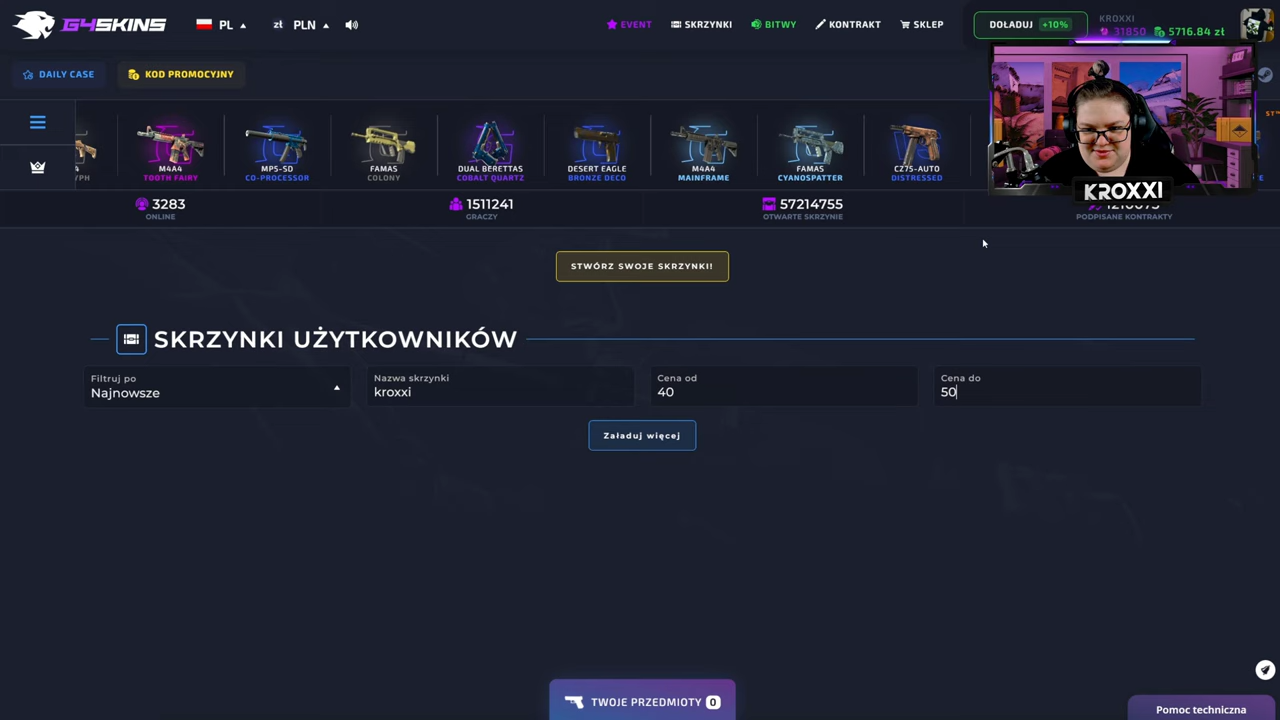 G4SKINS
PL
zł PLN
EVENT
SKRZYNKI
BITWY
KONTRAKT
SKLEP
DOŁADUJ +10%
KROXXI
31850 5716.84 zł
DAILY CASE
KOD PROMOCYJNY
M4A4
TOOTH FAIRY
MP5-SD
CO-PROCESSOR
FAMAS
COLONY
DUAL BERETTAS
COBALT QUARTZ
DESERT EAGLE
BRONZE DECO
M4A4
MAINFRAME
FAMAS
CYANOSPATTER
CZ75-AUTO
DISTRESSED
KROXXI
3283
ONLINE
1511241
GRACZY
57214755
OTWARTE SKRZYNIE
PODPISANE KONTRAKTY
STWÓRZ SWOJE SKRZYNKI!
SKRZYNKI UŻYTKOWNIKÓW
Filtruj po
Najnowsze
Nazwa skrzynki
kroxxi
Cena od
40
Cena do
50
Załaduj więcej
TWOJE PRZEDMIOTY 0
Pomoc techniczna